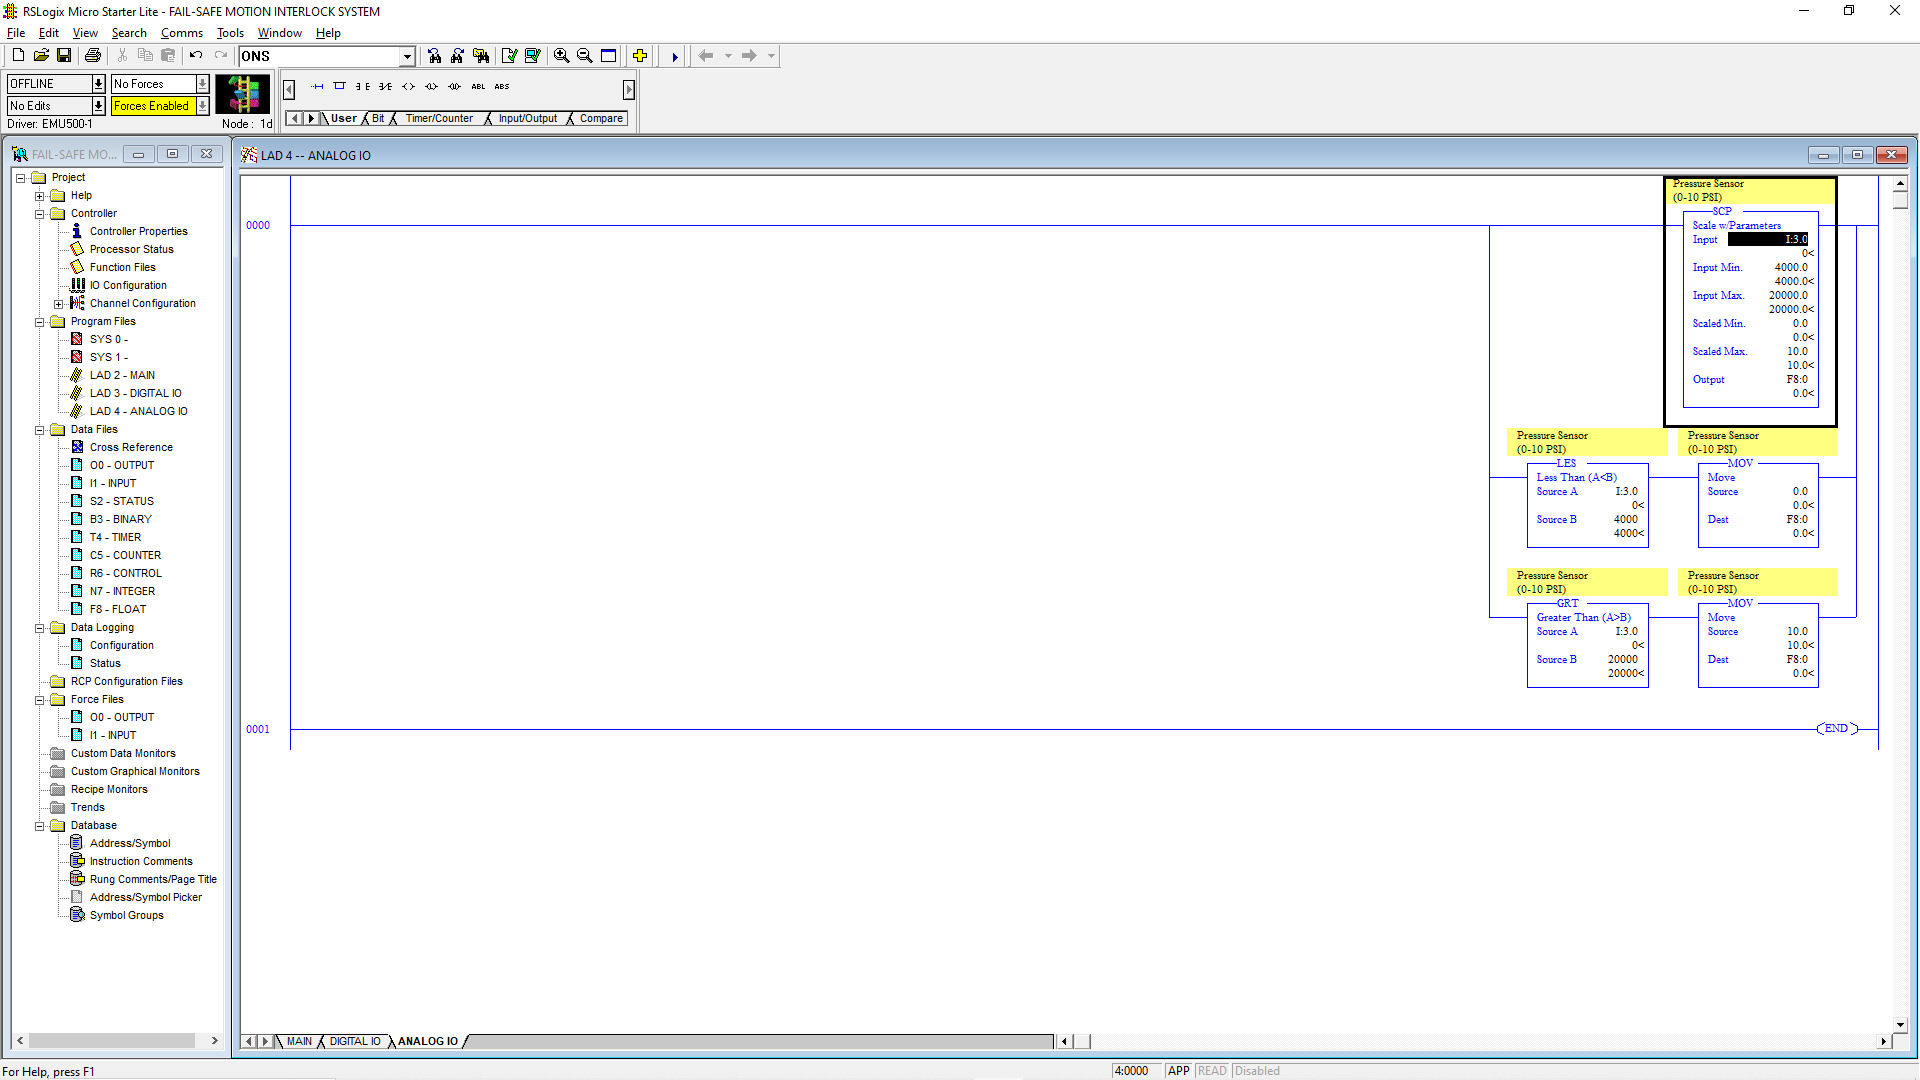 RSLogix Micro Starter Lite - FAIL-SAFE MOTION INTERLOCK SYSTEM
File Edit View Search Comms Tools Window Help
ONS
OFFLINE No Forces
No Edits Forces Enabled
Driver: EMU500-1 Node : 1d
ABL ABS
User Bit Timer/Counter Input/Output Compare
FAIL-SAFE MO...
Project
Help
Controller
Controller Properties
Processor Status
Function Files
IO Configuration
Channel Configuration
Program Files
SYS 0 -
SYS 1 -
LAD 2 - MAIN
LAD 3 - DIGITAL IO
LAD 4 - ANALOG IO
Data Files
Cross Reference
O0 - OUTPUT
I1 - INPUT
S2 - STATUS
B3 - BINARY
T4 - TIMER
C5 - COUNTER
R6 - CONTROL
N7 - INTEGER
F8 - FLOAT
Data Logging
Configuration
Status
RCP Configuration Files
Force Files
O0 - OUTPUT
I1 - INPUT
Custom Data Monitors
Custom Graphical Monitors
Recipe Monitors
Trends
Database
Address/Symbol
Instruction Comments
Rung Comments/Page Title
Address/Symbol Picker
Symbol Groups
LAD 4 -- ANALOG IO
0000
Pressure Sensor
(0-10 PSI)
SCP
Scale w/Parameters
Input I:3.0
0<
Input Min. 4000.0
4000.0<
Input Max. 20000.0
20000.0<
Scaled Min. 0.0
0.0<
Scaled Max. 10.0
10.0<
Output F8:0
0.0<
Pressure Sensor
(0-10 PSI)
LES
Less Than (A<B)
Source A I:3.0
0<
Source B 4000
4000<
Pressure Sensor
(0-10 PSI)
MOV
Move
Source 0.0
0.0<
Dest F8:0
0.0<
Pressure Sensor
(0-10 PSI)
GRT
Greater Than (A>B)
Source A I:3.0
0<
Source B 20000
20000<
Pressure Sensor
(0-10 PSI)
MOV
Move
Source 10.0
10.0<
Dest F8:0
0.0<
0001
END
MAIN DIGITAL IO ANALOG IO
For Help, press F1
4:0000 APP READ Disabled